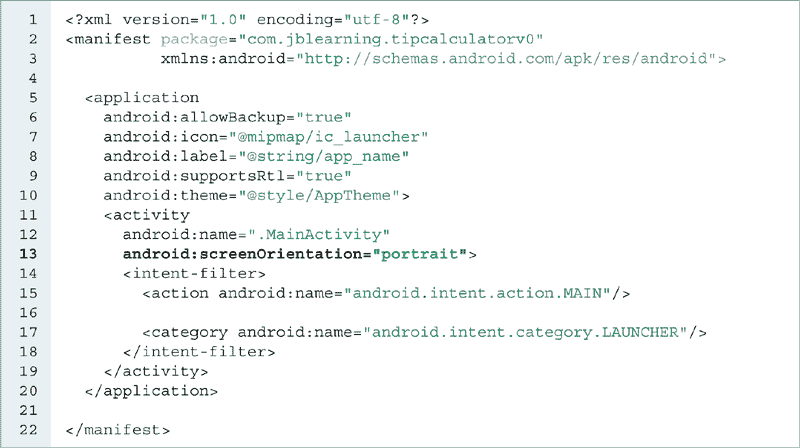 1 <?xml version="1.0" encoding="utf-8"?>
2 <manifest package="com.jblearning.tipcalculatorv0"
3           xmlns:android="http://schemas.android.com/apk/res/android">
4
5   <application
6     android:allowBackup="true"
7     android:icon="@mipmap/ic_launcher"
8     android:label="@string/app_name"
9     android:supportsRtl="true"
10     android:theme="@style/AppTheme">
11     <activity
12       android:name=".MainActivity"
13       android:screenOrientation="portrait">
14       <intent-filter>
15         <action android:name="android.intent.action.MAIN"/>
16
17         <category android:name="android.intent.category.LAUNCHER"/>
18       </intent-filter>
19     </activity>
20   </application>
21
22 </manifest>